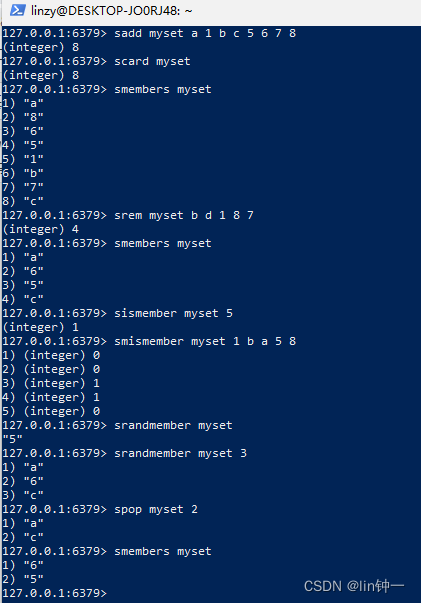 linzy@DESKTOP-JO0RJ48: ~
127.0.0.1:6379> sadd myset a 1 b c 5 6 7 8
(integer) 8
127.0.0.1:6379> scard myset
(integer) 8
127.0.0.1:6379> smembers myset
1) "a"
2) "8"
3) "6"
4) "5"
5) "1"
6) "b"
7) "7"
8) "c"
127.0.0.1:6379> srem myset b d 1 8 7
(integer) 4
127.0.0.1:6379> smembers myset
1) "a"
2) "6"
3) "5"
4) "c"
127.0.0.1:6379> sismember myset 5
(integer) 1
127.0.0.1:6379> smismember myset 1 b a 5 8
1) (integer) 0
2) (integer) 0
3) (integer) 1
4) (integer) 1
5) (integer) 0
127.0.0.1:6379> srandmember myset
"5"
127.0.0.1:6379> srandmember myset 3
1) "a"
2) "6"
3) "c"
127.0.0.1:6379> spop myset 2
1) "a"
2) "c"
127.0.0.1:6379> smembers myset
1) "6"
2) "5"
127.0.0.1:6379>
CSDN @lin钟一